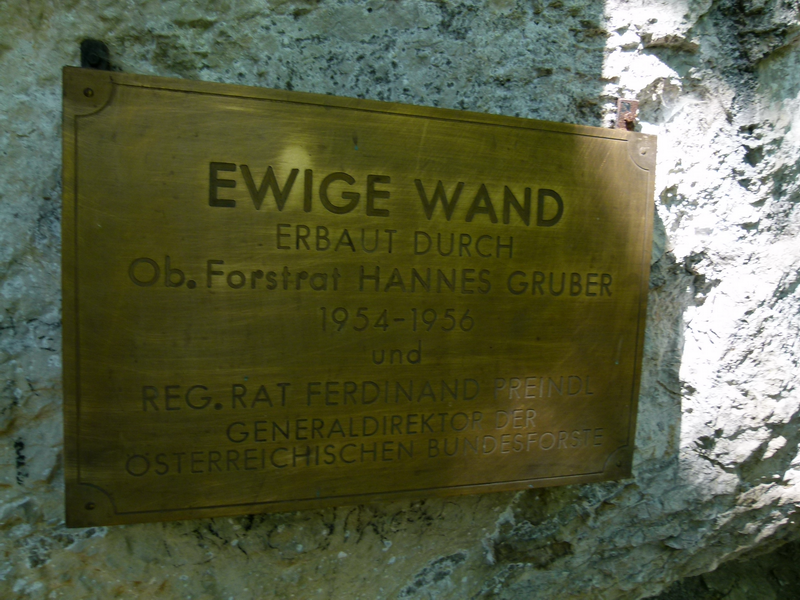 EWIGE WAND
ERBAUT DURCH
Ob. Forstrat HANNES GRUBER
1954-1956
und
REG. RAT FERDINAND PREINDL
GENERALDIREKTOR DER
ÖSTERREICHISCHEN BUNDESFORSTE